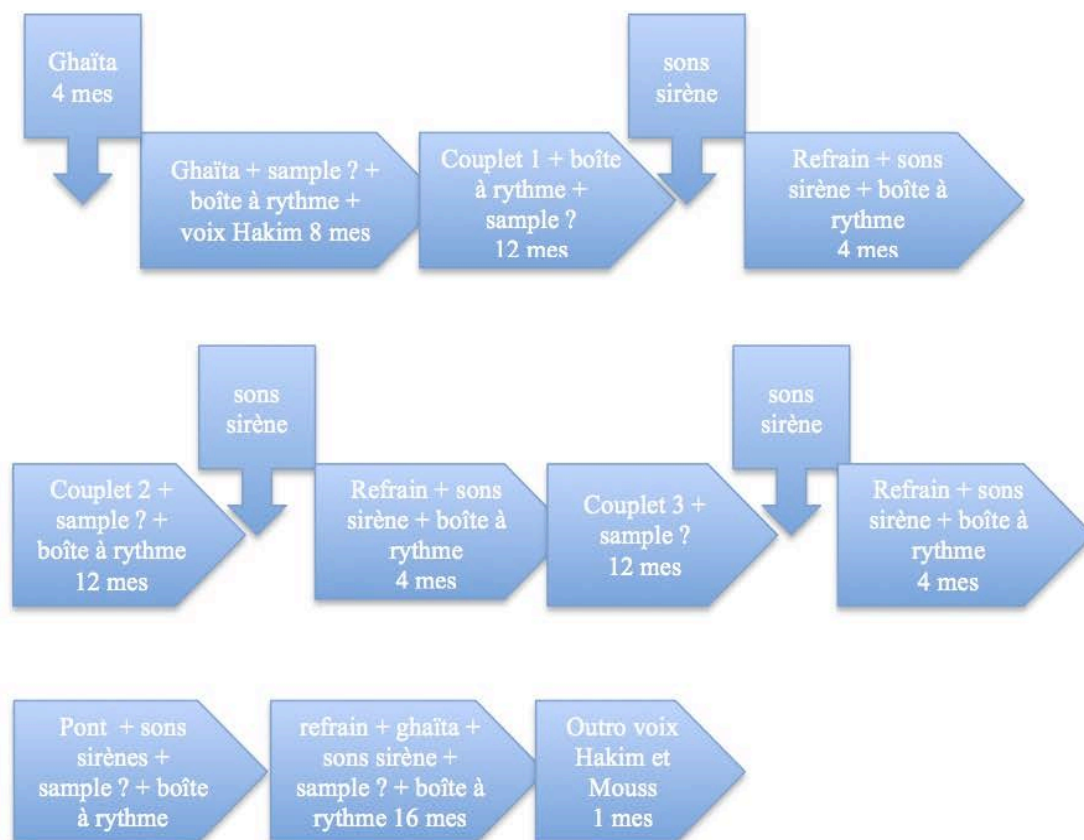 Ghaïta
4 mes
Ghaïta + sample ? +
boîte à rythme +
voix Hakim 8 mes
Couplet 1 + boîte
à rythme +
sample ?
12 mes
sons
sirène
Refrain + sons
sirène + boîte à
rythme
4 mes
Couplet 2 +
sample ? +
boîte à rythme
12 mes
sons
sirène
Refrain + sons
sirène + boîte à
rythme
4 mes
Couplet 3 +
sample ?
12 mes
sons
sirène
Refrain + sons
sirène + boîte à
rythme
4 mes
Pont + sons
sirènes +
sample ? + boîte
à rythme
refrain + ghaïta +
sons sirène +
sample ? + boîte à
rythme 16 mes
Outro voix
Hakim et
Mouss
1 mes